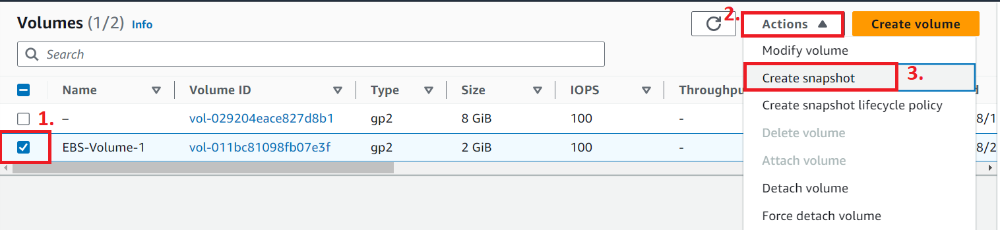 Volumes (1/2) Info
2.
Actions
Create volume
Search
Modify volume
Create snapshot
3.
Create snapshot lifecycle policy
Delete volume
Attach volume
Detach volume
Force detach volume
Name Volume ID Type Size IOPS Throughpu
1. – vol-029204eace827d8b1 gp2 8 GiB 100 - 8/1
EBS-Volume-1 vol-011bc81098fb07e3f gp2 2 GiB 100 - 8/2